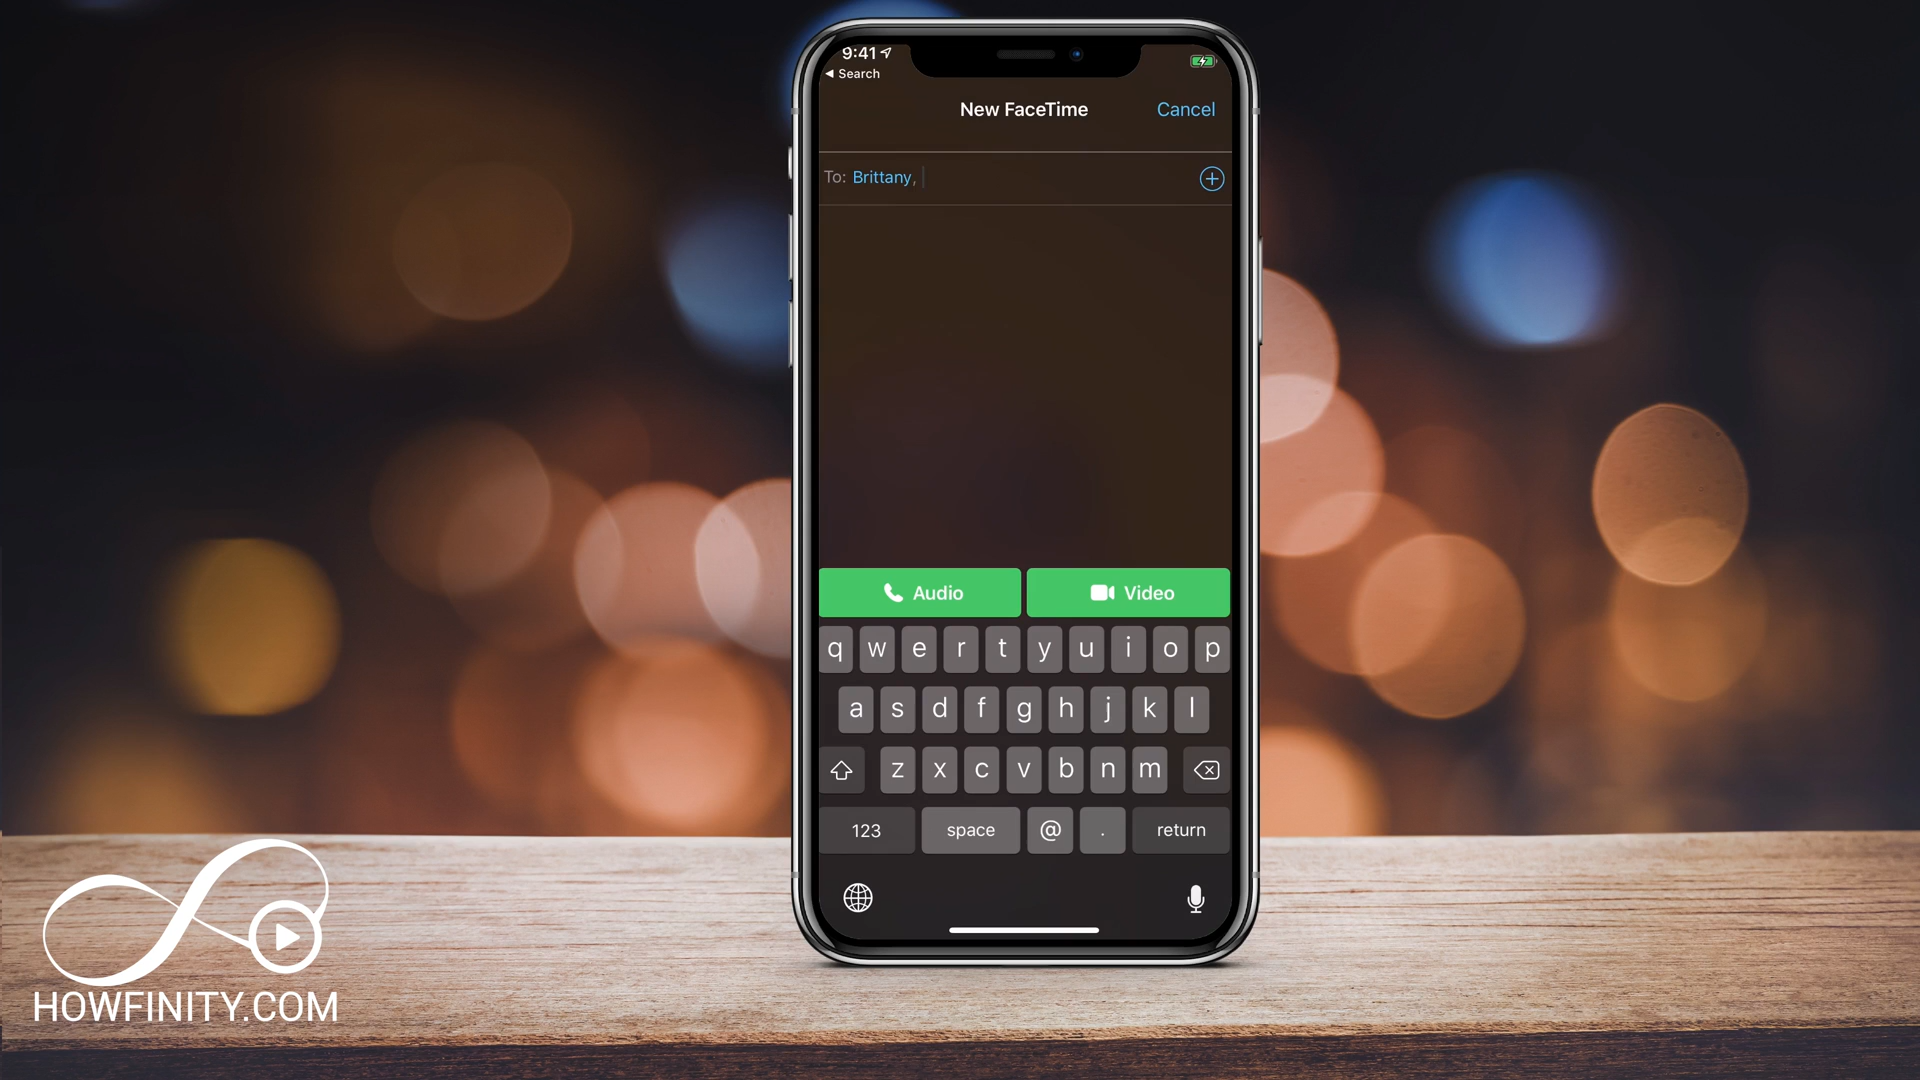 9:41
Search
New FaceTime
Cancel
To: Brittany,
Audio
Video
q w e r t y u i o p
a s d f g h j k l
z x c v b n m
123 space @ . return
HOWFINITY.COM